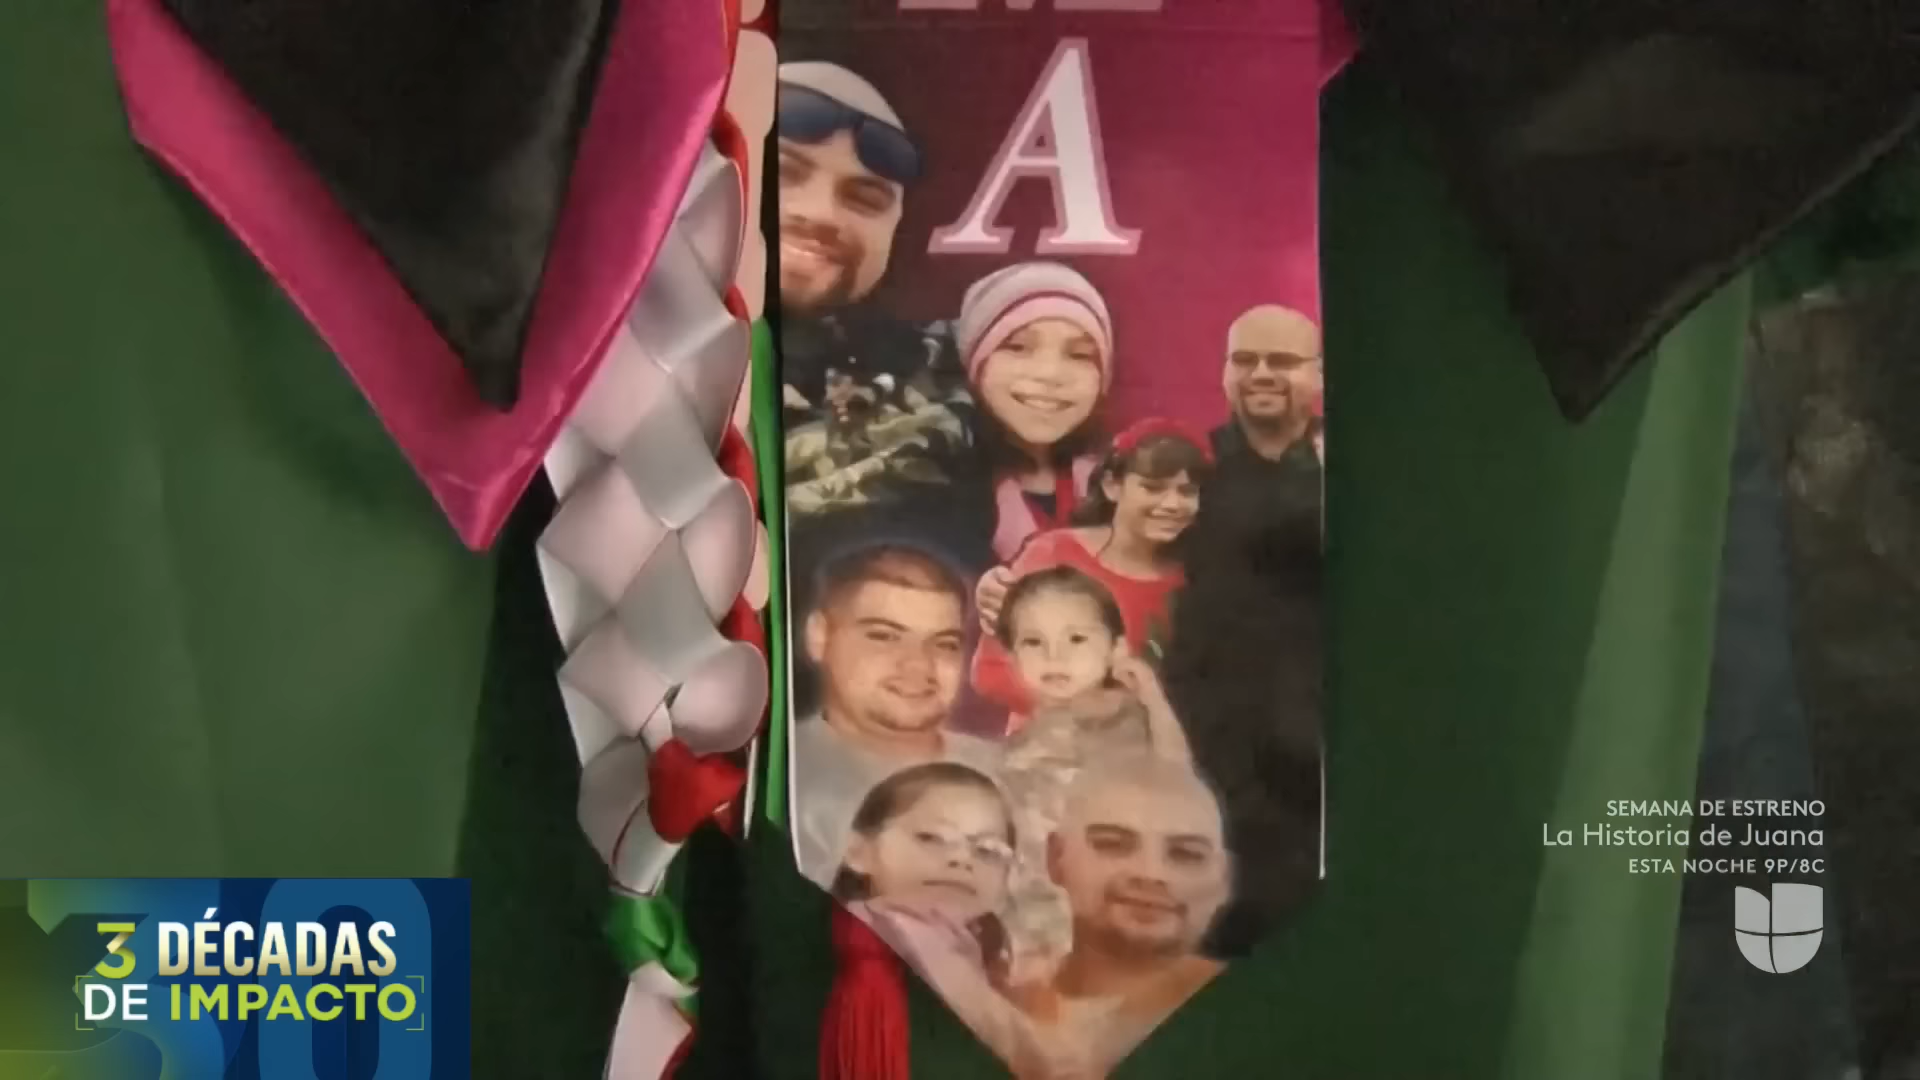 A
SEMANA DE ESTRENO
La Historia de Juana
ESTA NOCHE 9P/8C
3 DÉCADAS
DE IMPACTO